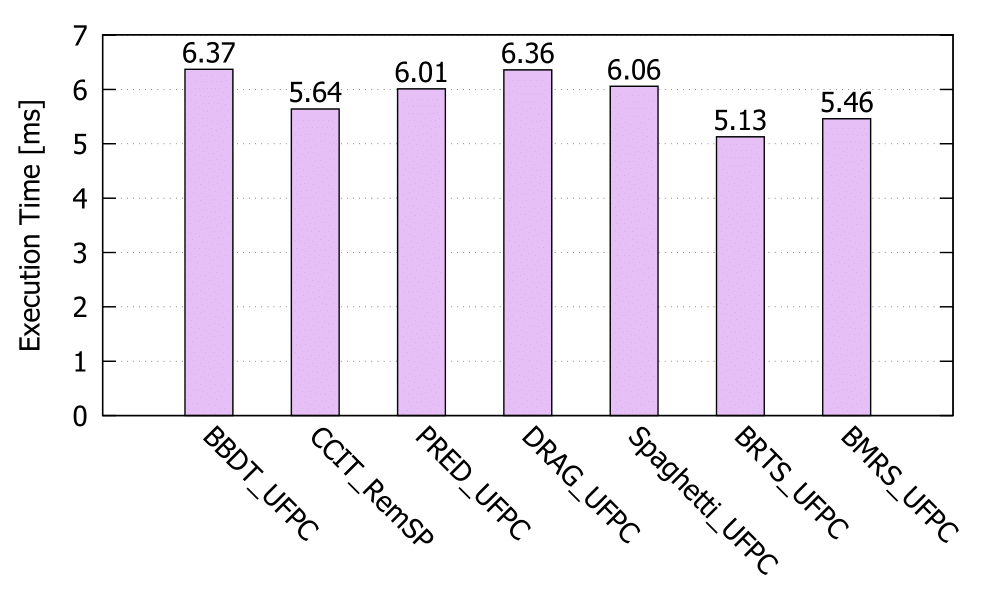 Execution Time [ms]
7
6
5
4
3
2
1
0
6.37
5.64
6.01
6.36
6.06
5.13
5.46
BBDT_UFPC
CCIT_RemSP
PRED_UFPC
DRAG_UFPC
Spaghetti_UFPC
BRTS_UFPC
BMRS_UFPC